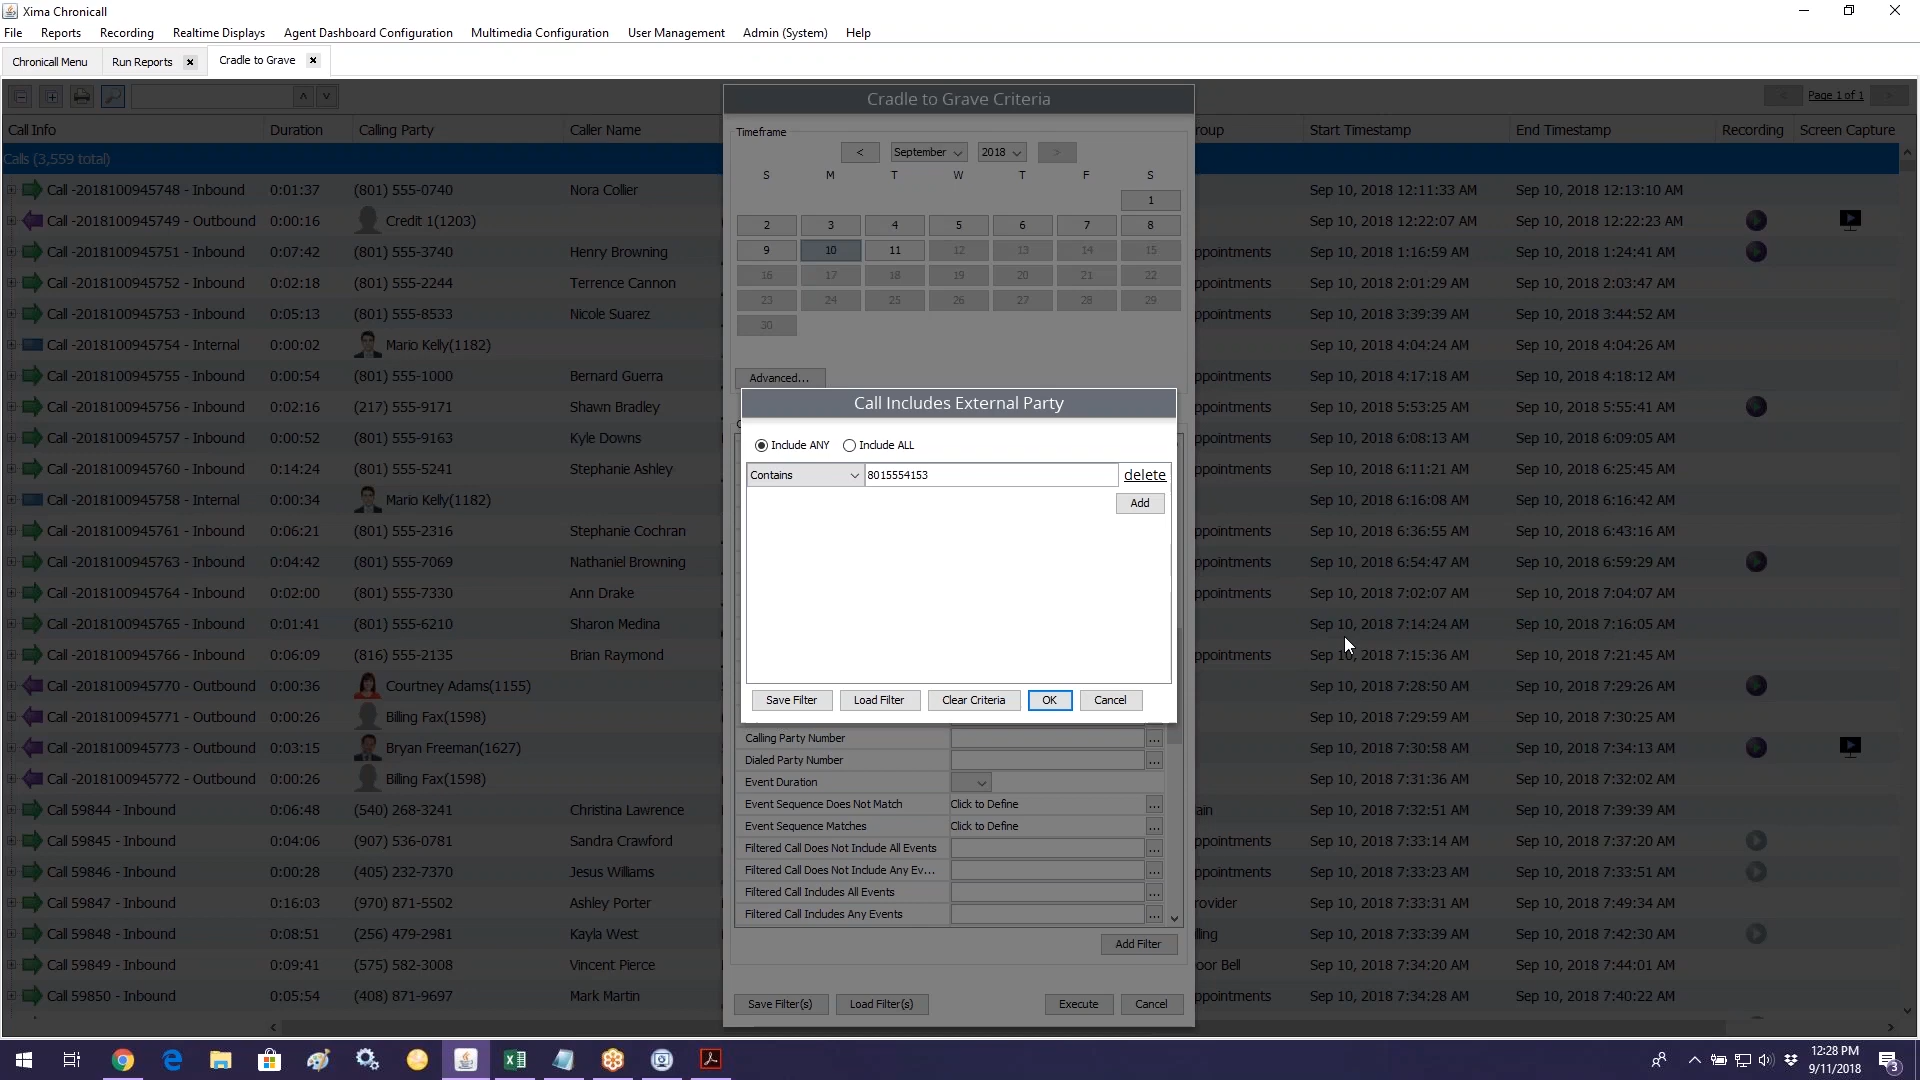 Xima Chronicall
File Reports Recording Realtime Displays Agent Dashboard Configuration Multimedia Configuration User Management Admin (System) Help
Chronicall Menu Run Reports Cradle to Grave
Page 1 of 1
Call Info Duration Calling Party Caller Name roup Start Timestamp End Timestamp Recording Screen Capture
Calls (3,559 total)
Call -2018100945748 - Inbound 0:01:37 (801) 555-0740 Nora Collier Sep 10, 2018 12:11:33 AM Sep 10, 2018 12:13:10 AM
Call -2018100945749 - Outbound 0:00:16 Credit 1(1203) Sep 10, 2018 12:22:07 AM Sep 10, 2018 12:22:23 AM
Call -2018100945751 - Inbound 0:07:42 (801) 555-3740 Henry Browning ppointments Sep 10, 2018 1:16:59 AM Sep 10, 2018 1:24:41 AM
Call -2018100945752 - Inbound 0:02:18 (801) 555-2244 Terrence Cannon ppointments Sep 10, 2018 2:01:29 AM Sep 10, 2018 2:03:47 AM
Call -2018100945753 - Inbound 0:05:13 (801) 555-8533 Nicole Suarez ppointments Sep 10, 2018 3:39:39 AM Sep 10, 2018 3:44:52 AM
Call -2018100945754 - Internal 0:00:02 Mario Kelly(1182) Sep 10, 2018 4:04:24 AM Sep 10, 2018 4:04:26 AM
Call -2018100945755 - Inbound 0:00:54 (801) 555-1000 Bernard Guerra ppointments Sep 10, 2018 4:17:18 AM Sep 10, 2018 4:18:12 AM
Call -2018100945756 - Inbound 0:02:16 (217) 555-9171 Shawn Bradley ppointments Sep 10, 2018 5:53:25 AM Sep 10, 2018 5:55:41 AM
Call -2018100945757 - Inbound 0:00:52 (801) 555-9163 Kyle Downs ppointments Sep 10, 2018 6:08:13 AM Sep 10, 2018 6:09:05 AM
Call -2018100945760 - Inbound 0:14:24 (801) 555-5241 Stephanie Ashley ppointments Sep 10, 2018 6:11:21 AM Sep 10, 2018 6:25:45 AM
Call -2018100945758 - Internal 0:00:34 Mario Kelly(1182) Sep 10, 2018 6:16:08 AM Sep 10, 2018 6:16:42 AM
Call -2018100945761 - Inbound 0:06:21 (801) 555-2316 Stephanie Cochran ppointments Sep 10, 2018 6:36:55 AM Sep 10, 2018 6:43:16 AM
Call -2018100945763 - Inbound 0:04:42 (801) 555-7069 Nathaniel Browning ppointments Sep 10, 2018 6:54:47 AM Sep 10, 2018 6:59:29 AM
Call -2018100945764 - Inbound 0:02:00 (801) 555-7330 Ann Drake ppointments Sep 10, 2018 7:02:07 AM Sep 10, 2018 7:04:07 AM
Call -2018100945765 - Inbound 0:01:41 (801) 555-6210 Sharon Medina Sep 10, 2018 7:14:24 AM Sep 10, 2018 7:16:05 AM
Call -2018100945766 - Inbound 0:06:09 (816) 555-2135 Brian Raymond ppointments Sep 10, 2018 7:15:36 AM Sep 10, 2018 7:21:45 AM
Call -2018100945770 - Outbound 0:00:36 Courtney Adams(1155) Sep 10, 2018 7:28:50 AM Sep 10, 2018 7:29:26 AM
Call -2018100945771 - Outbound 0:00:26 Billing Fax(1598) Sep 10, 2018 7:29:59 AM Sep 10, 2018 7:30:25 AM
Call -2018100945773 - Outbound 0:03:15 Bryan Freeman(1627) Sep 10, 2018 7:30:58 AM Sep 10, 2018 7:34:13 AM
Call -2018100945772 - Outbound 0:00:26 Billing Fax(1598) Sep 10, 2018 7:31:36 AM Sep 10, 2018 7:32:02 AM
Call 59844 - Inbound 0:06:48 (540) 268-3241 Christina Lawrence ain Sep 10, 2018 7:32:51 AM Sep 10, 2018 7:39:39 AM
Call 59845 - Inbound 0:04:06 (907) 536-0781 Sandra Crawford ppointments Sep 10, 2018 7:33:14 AM Sep 10, 2018 7:37:20 AM
Call 59846 - Inbound 0:00:28 (405) 232-7370 Jesus Williams ppointments Sep 10, 2018 7:33:23 AM Sep 10, 2018 7:33:51 AM
Call 59847 - Inbound 0:16:03 (970) 871-5502 Ashley Porter rovider Sep 10, 2018 7:33:31 AM Sep 10, 2018 7:49:34 AM
Call 59848 - Inbound 0:08:51 (256) 479-2981 Kayla West lling Sep 10, 2018 7:33:39 AM Sep 10, 2018 7:42:30 AM
Call 59849 - Inbound 0:09:41 (575) 582-3008 Vincent Pierce oor Bell Sep 10, 2018 7:34:20 AM Sep 10, 2018 7:44:01 AM
Call 59850 - Inbound 0:05:54 (408) 871-9697 Mark Martin ppointments Sep 10, 2018 7:34:28 AM Sep 10, 2018 7:40:22 AM
Cradle to Grave Criteria
Timeframe
< September 2018 >
S M T W T F S
1
2 3 4 5 6 7 8
9 10 11 12 13 14 15
16 17 18 19 20 21 22
23 24 25 26 27 28 29
30
Advanced...
Call Includes External Party
Include ANY Include ALL
Contains 8015554153 delete
Add
Save Filter Load Filter Clear Criteria OK Cancel
Calling Party Number ...
Dialed Party Number ...
Event Duration
Event Sequence Does Not Match Click to Define ...
Event Sequence Matches Click to Define ...
Filtered Call Does Not Include All Events ...
Filtered Call Does Not Include Any Ev... ...
Filtered Call Includes All Events ...
Filtered Call Includes Any Events ...
Add Filter
Save Filter(s) Load Filter(s) Execute Cancel
12:28 PM
9/11/2018
3